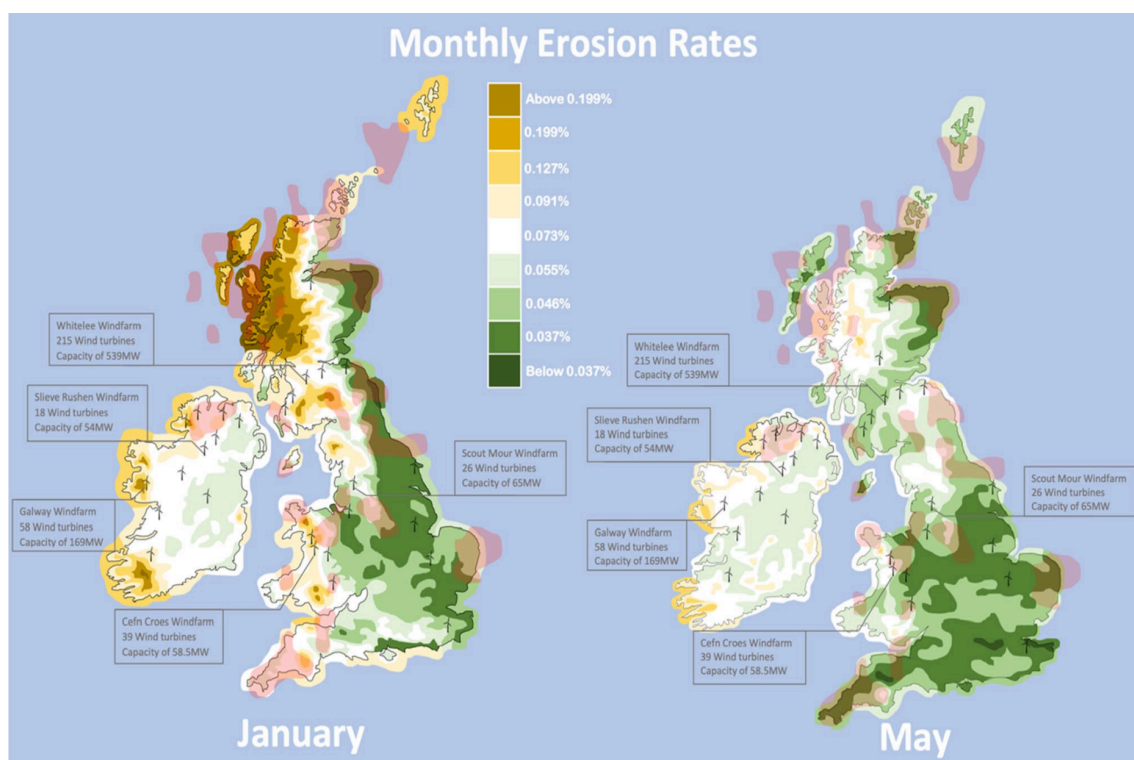 Monthly Erosion Rates
Above 0.199%
0.199%
0.127%
0.091%
0.073%
0.055%
0.046%
0.037%
Below 0.037%
Whitelee Windfarm
215 Wind turbines
Capacity of 539MW
Slieve Rushen Windfarm
18 Wind turbines
Capacity of 54MW
Scout Mour Windfarm
26 Wind turbines
Capacity of 65MW
Galway Windfarm
58 Wind turbines
Capacity of 169MW
Cefn Croes Windfarm
39 Wind turbines
Capacity of 58.5MW
January
Whitelee Windfarm
215 Wind turbines
Capacity of 539MW
Slieve Rushen Windfarm
18 Wind turbines
Capacity of 54MW
Scout Mour Windfarm
26 Wind turbines
Capacity of 65MW
Galway Windfarm
58 Wind turbines
Capacity of 169MW
Cefn Croes Windfarm
39 Wind turbines
Capacity of 58.5MW
May